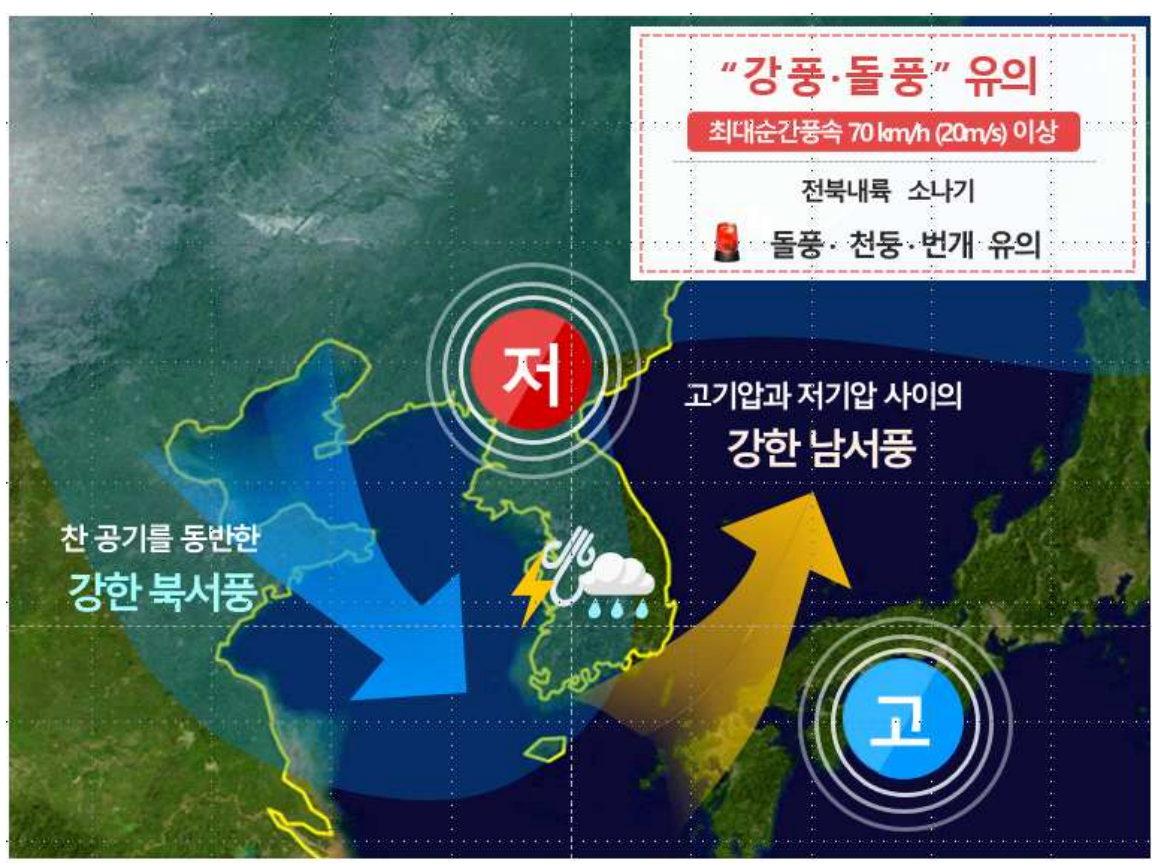 “강풍·돌풍” 유의
최대순간풍속 70 km/h (20m/s) 이상
전북내륙 소나기
돌풍· 천둥·번개 유의
저
고기압과 저기압 사이의
강한 남서풍
찬 공기를 동반한
강한 북서풍
고